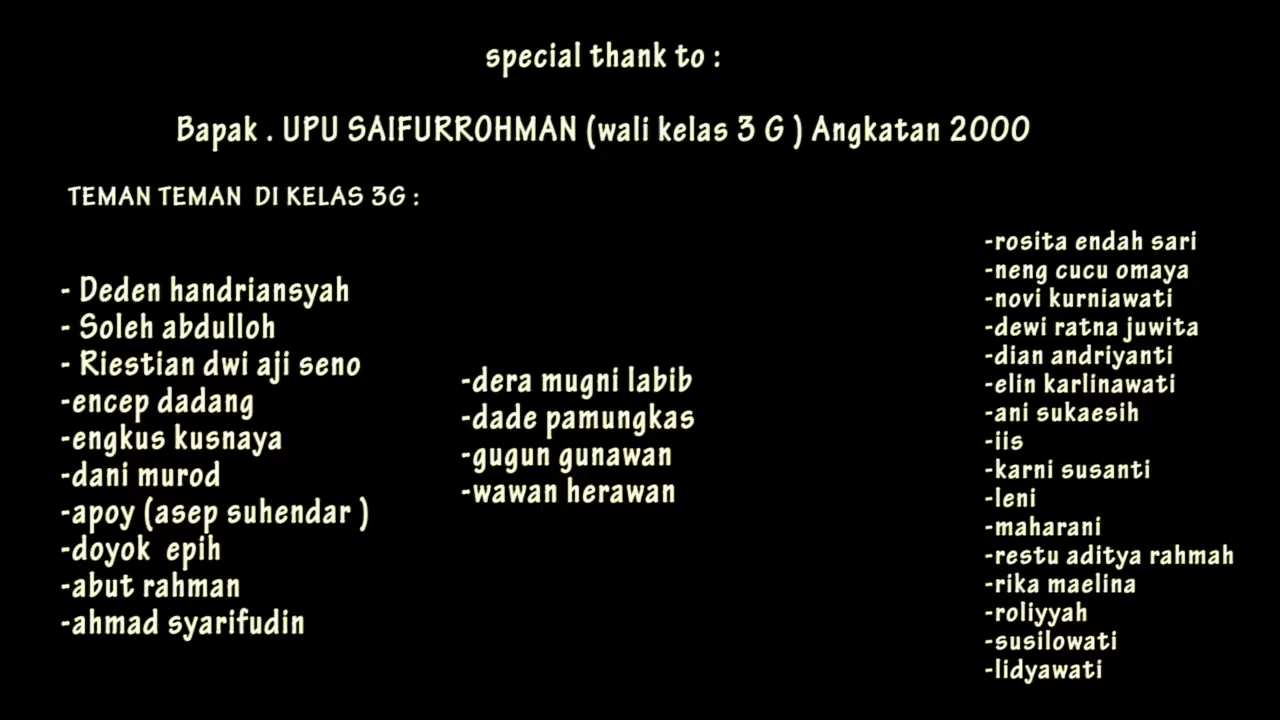 special thank to :
Bapak . UPU SAIFURROHMAN (wali kelas 3 G ) Angkatan 2000
TEMAN TEMAN DI KELAS 3G :
- Deden handriansyah
- Soleh abdulloh
- Riestian dwi aji seno
-encep dadang
-engkus kusnaya
-dani murod
-apoy (asep suhendar )
-doyok epih
-abut rahman
-ahmad syarifudin
-dera mugni labib
-dade pamungkas
-gugun gunawan
-wawan herawan
-rosita endah sari
-neng cucu omaya
-novi kurniawati
-dewi ratna juwita
-dian andriyanti
-elin karlinawati
-ani sukaesih
-iis
-karni susanti
-leni
-maharani
-restu aditya rahmah
-rika maelina
-roliyyah
-susilowati
-lidyawati